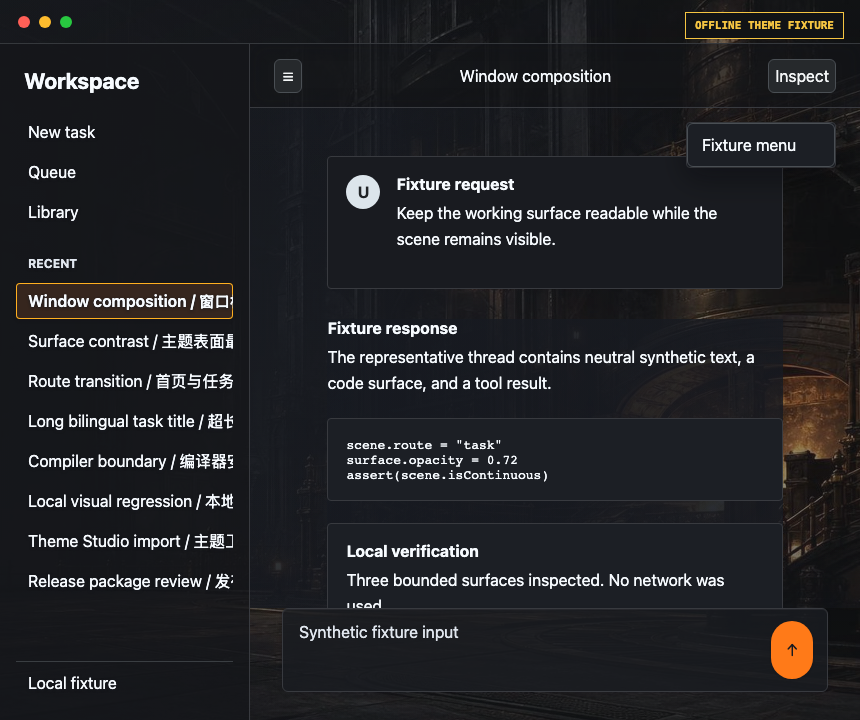 OFFLINE THEME FIXTURE
Workspace
Window composition
Inspect
Fixture menu
New task
Queue
Library
RECENT
Window composition / 窗口
Surface contrast / 主题表面
Route transition / 首页与任务
Long bilingual task title / 超
Compiler boundary / 编译器
Local visual regression / 本地
Theme Studio import / 主题
Release package review / 发
Local fixture
U
Fixture request
Keep the working surface readable while the
scene remains visible.
Fixture response
The representative thread contains neutral synthetic text, a
code surface, and a tool result.
scene.route = "task"
surface.opacity = 0.72
assert(scene.isContinuous)
Local verification
Three bounded surfaces inspected. No network was
used
Synthetic fixture input